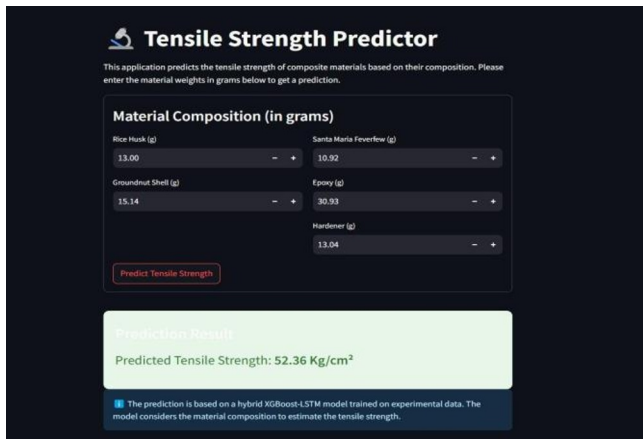 Tensile Strength Predictor
This application predicts the tensile strength of composite materials based on their composition. Please
enter the material weights in grams below to get a prediction.
Material Composition (in grams)
Rice Husk (g)
13.00 - +
Santa Maria Feverfew (g)
10.92 - +
Groundnut Shell (g)
15.14 - +
Epoxy (g)
30.93 - +
Hardener (g)
13.04 - +
Predict Tensile Strength
Prediction Result
Predicted Tensile Strength: 52.36 Kg/cm²
The prediction is based on a hybrid XGBoost-LSTM model trained on experimental data. The
model considers the material composition to estimate the tensile strength.